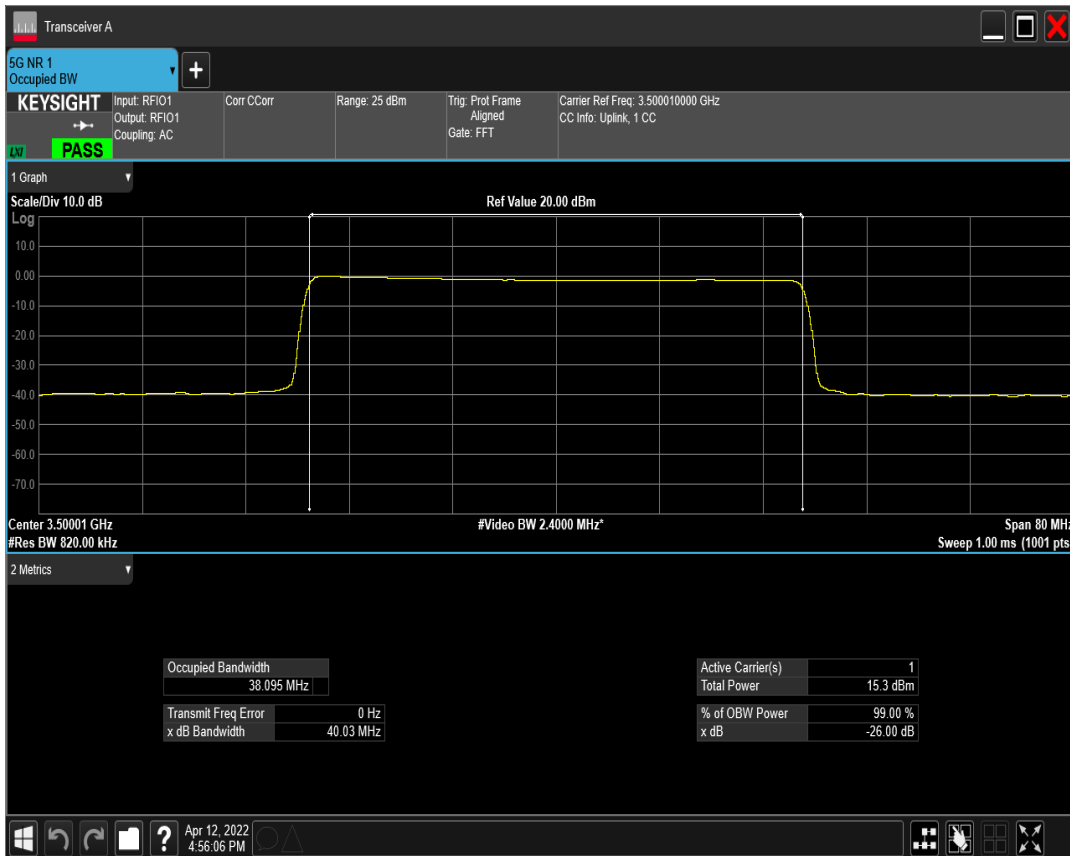 Transceiver A
5G NR 1
Occupied BW
+
KEYSIGHT
LXI
PASS
Input: RFIO1
Output: RFIO1
Coupling: AC
Corr CCorr
Range: 25 dBm
Trig: Prot Frame
Aligned
Gate: FFT
Carrier Ref Freq: 3.500010000 GHz
CC Info: Uplink, 1 CC
1 Graph
Scale/Div 10.0 dB
Ref Value 20.00 dBm
Log
10.0
0.00
-10.0
-20.0
-30.0
-40.0
-50.0
-60.0
-70.0
Center 3.50001 GHz
#Video BW 2.4000 MHz*
Span 80 MHz
#Res BW 820.00 kHz
Sweep 1.00 ms (1001 pts
2 Metrics
Occupied Bandwidth
38.095 MHz
Transmit Freq Error 0 Hz
x dB Bandwidth 40.03 MHz
Active Carrier(s) 1
Total Power 15.3 dBm
% of OBW Power 99.00 %
x dB -26.00 dB
?
Apr 12, 2022
4:56:06 PM